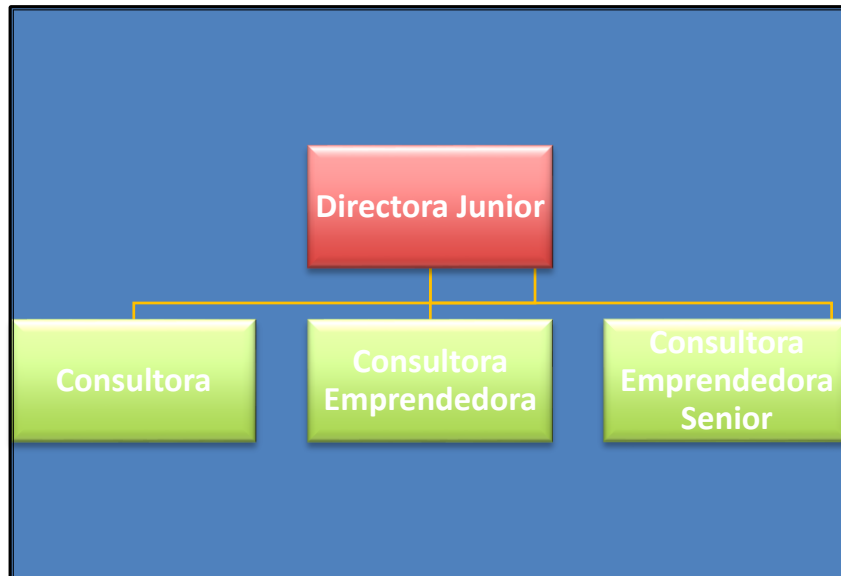 Directora Junior
Consultora
Consultora
Emprendedora
Consultora
Emprendedora
Senior